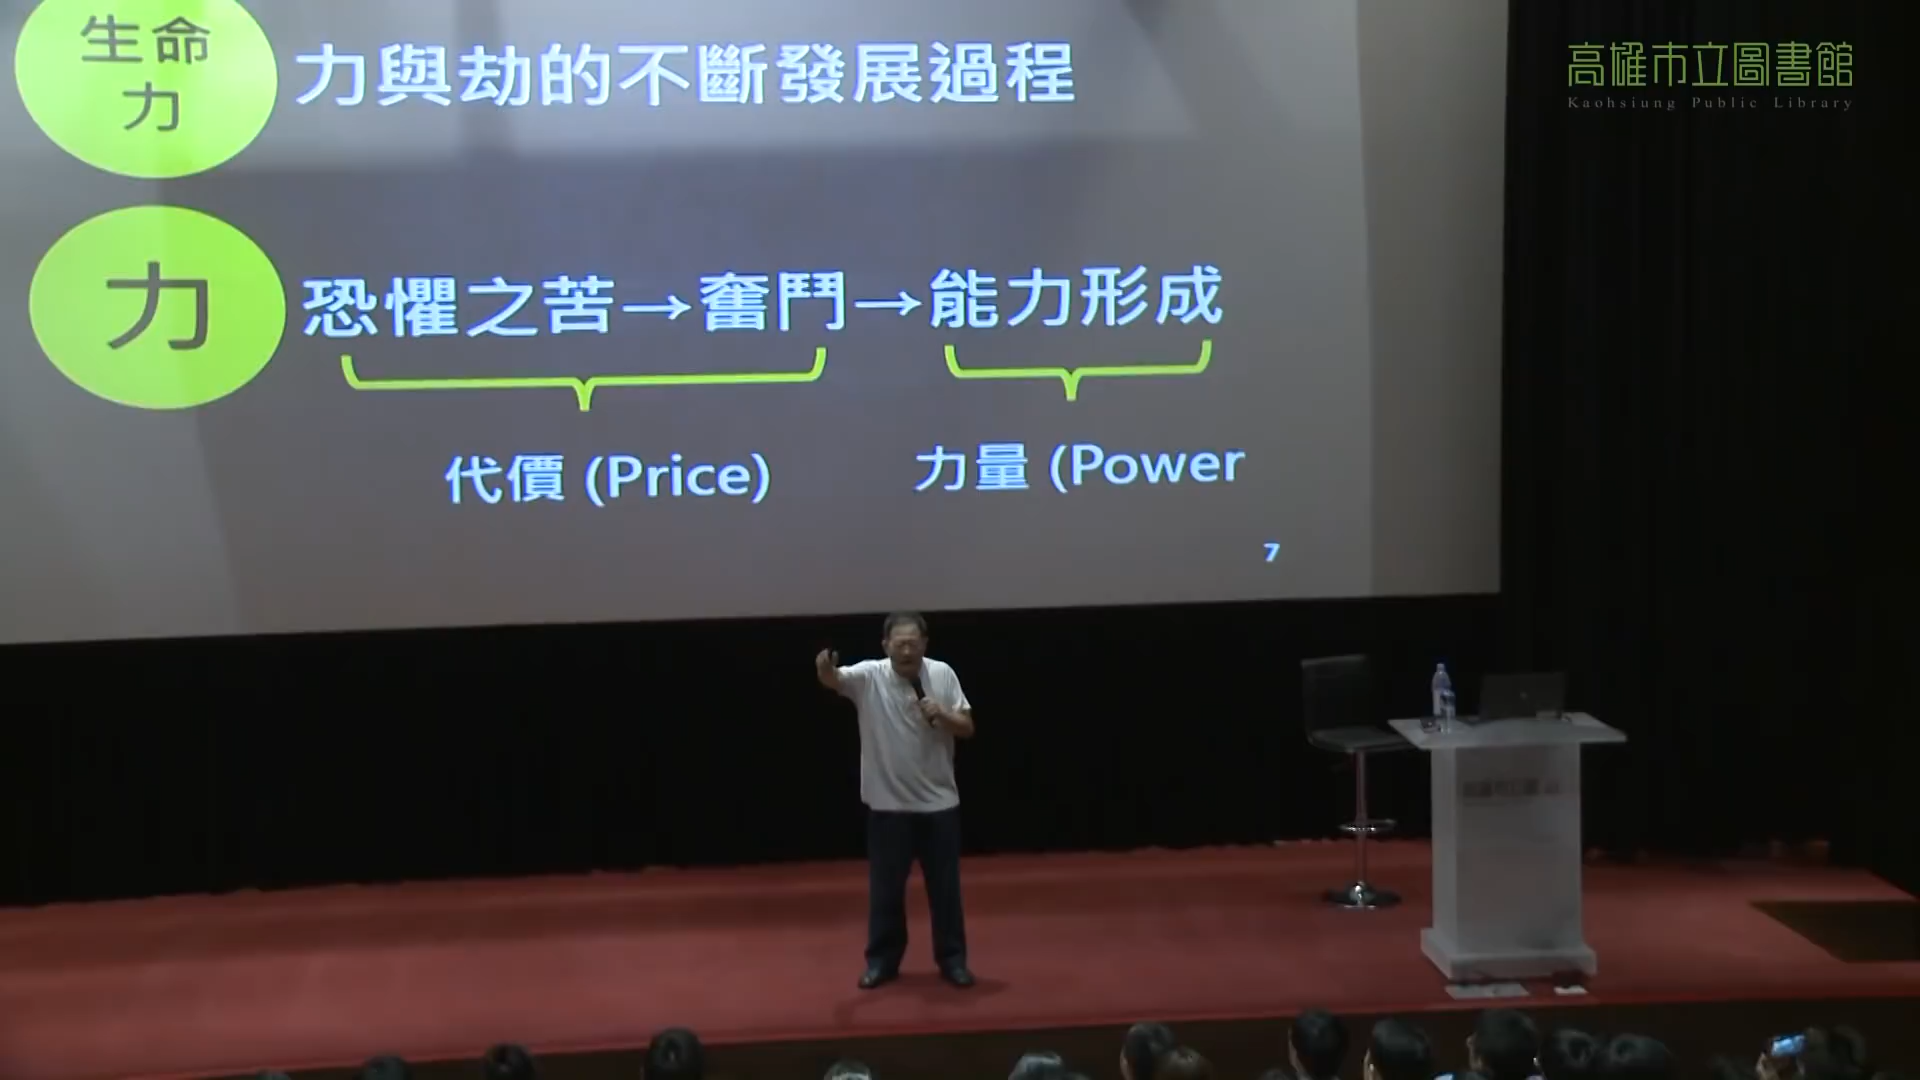 高雄市立圖書館
Kaohsiung Public Library
生命
力
力與劫的不斷發展過程
力
恐懼之苦→奮鬥→能力形成
代價 (Price)
力量 (Power
7